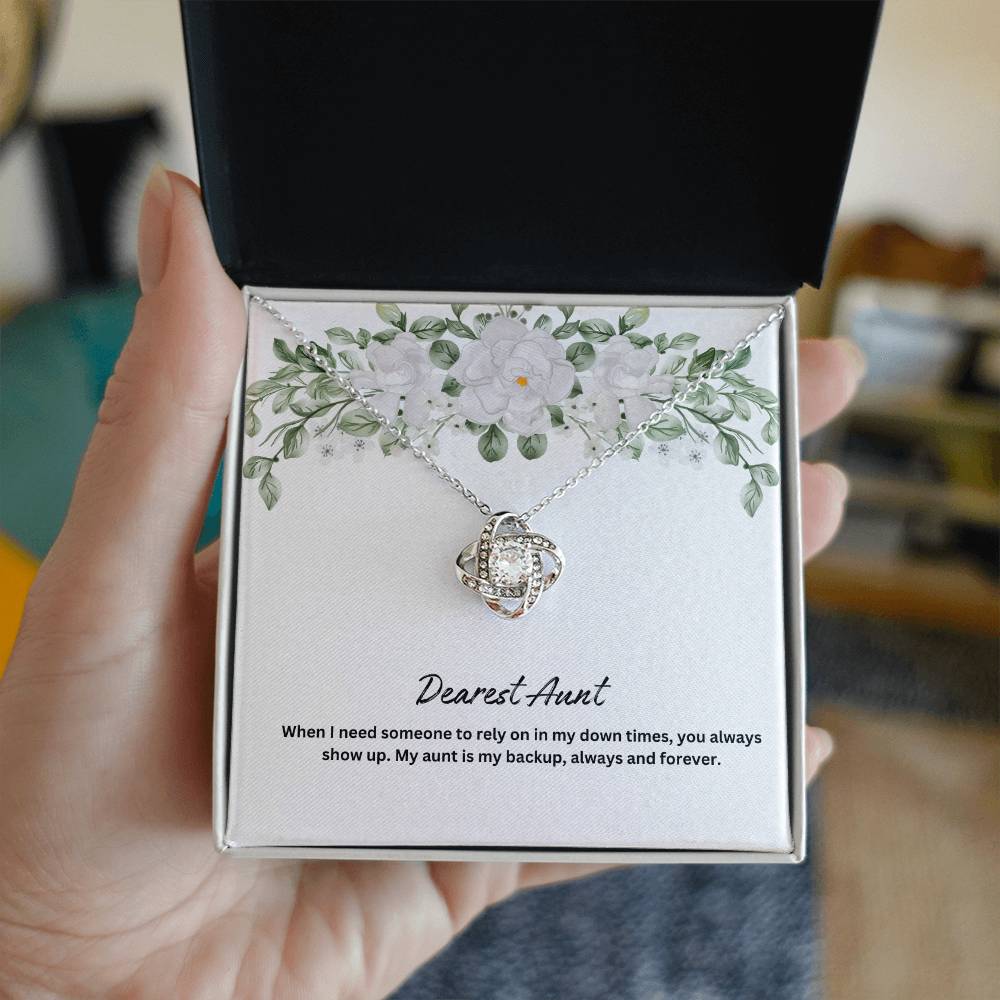 Dearest Aunt
When I need someone to rely on in my down times, you always
show up. My aunt is my backup, always and forever.